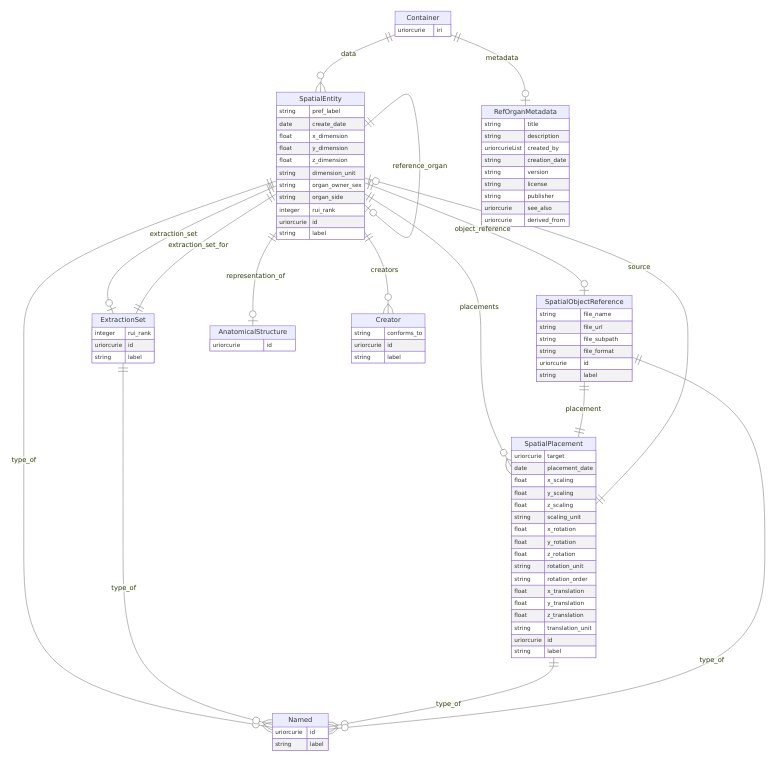 Container
uriorcurie iri
data
metadata
SpatialEntity
string pref_label
date create_date
float x_dimension
float y_dimension
float z_dimension
string dimension_unit
string organ_owner_sex
string organ_side
integer rui_rank
uriorcurie id
string label
RefOrganMetadata
string title
string description
uriorcurieList created_by
string creation_date
string version
string license
string publisher
uriorcurie see_also
uriorcurie derived_from
reference_organ
extraction_set
extraction_set_for
object_reference
representation_of
creators
source
placements
ExtractionSet
integer rui_rank
uriorcurie id
string label
AnatomicalStructure
uriorcurie id
Creator
string conforms_to
uriorcurie id
string label
SpatialObjectReference
string file_name
string file_url
string file_subpath
string file_format
uriorcurie id
string label
placement
SpatialPlacement
uriorcurie target
date placement_date
float x_scaling
float y_scaling
float z_scaling
string scaling_unit
float x_rotation
float y_rotation
float z_rotation
string rotation_unit
string rotation_order
float x_translation
float y_translation
float z_translation
string translation_unit
uriorcurie id
string label
type_of
type_of
type_of
type_of
Named
uriorcurie id
string label